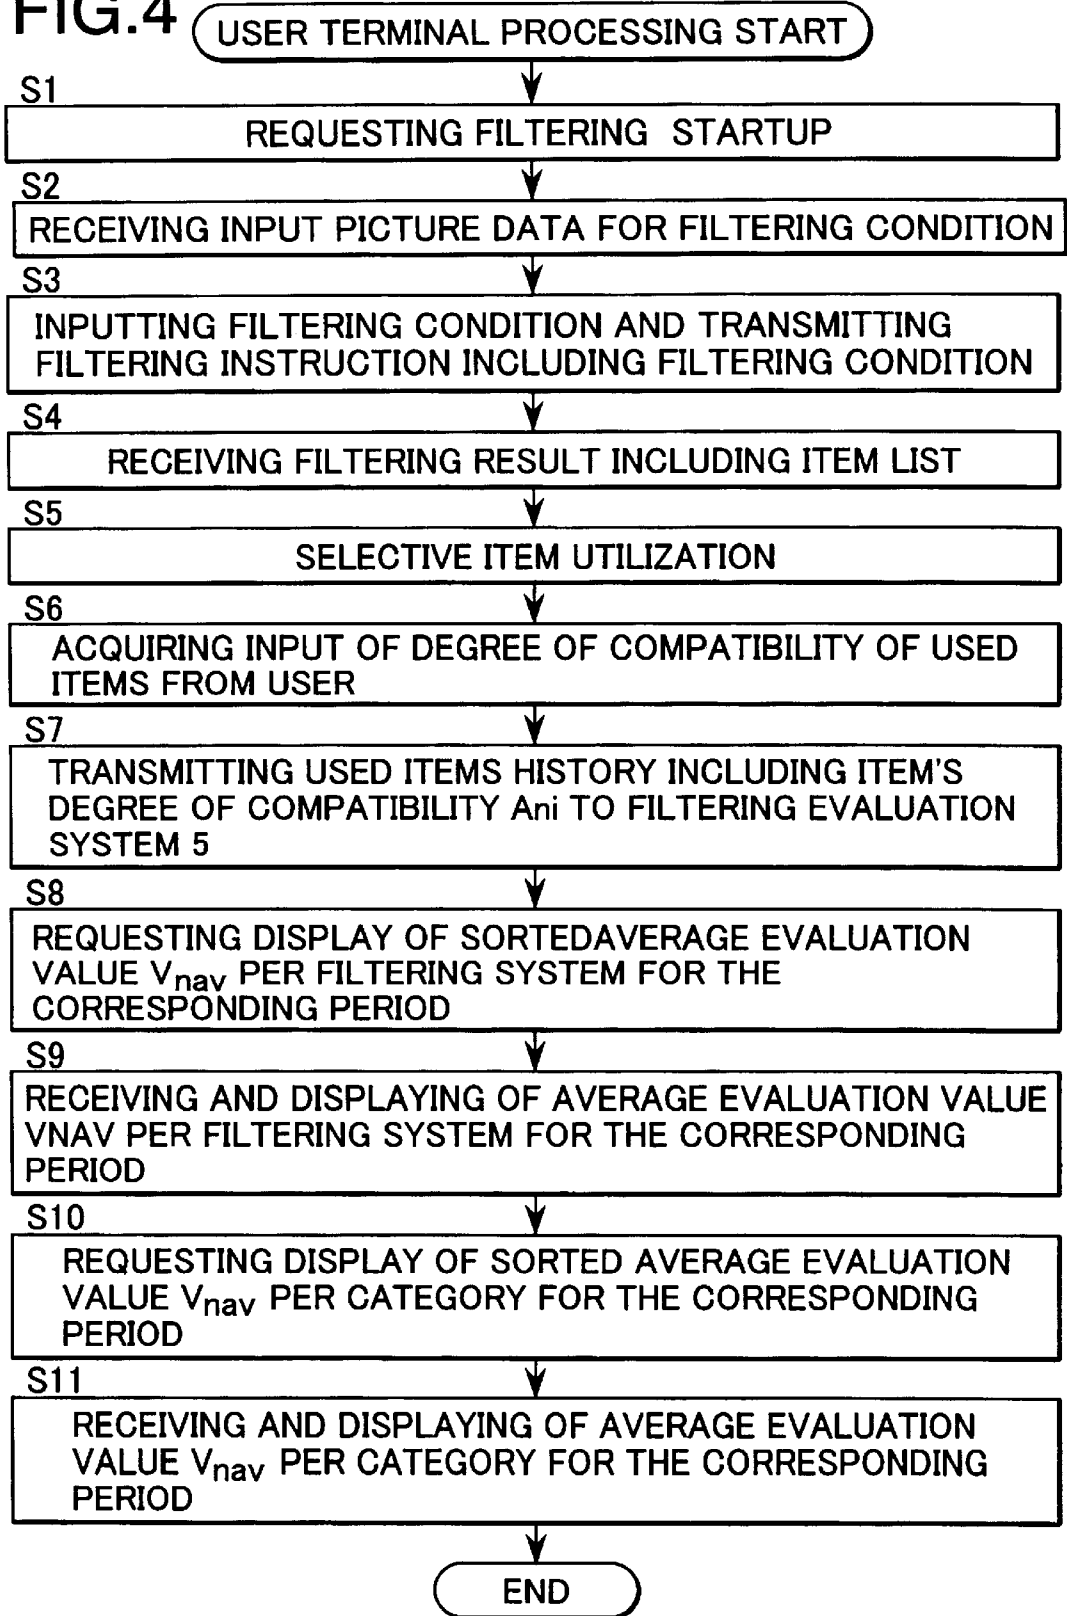 FIG.4
USER TERMINAL PROCESSING START
S1
REQUESTING FILTERING STARTUP
S2
RECEIVING INPUT PICTURE DATA FOR FILTERING CONDITION
S3
INPUTTING FILTERING CONDITION AND TRANSMITTING
FILTERING INSTRUCTION INCLUDING FILTERING CONDITION
S4
RECEIVING FILTERING RESULT INCLUDING ITEM LIST
S5
SELECTIVE ITEM UTILIZATION
S6
ACQUIRING INPUT OF DEGREE OF COMPATIBILITY OF USED
ITEMS FROM USER
S7
TRANSMITTING USED ITEMS HISTORY INCLUDING ITEM'S
DEGREE OF COMPATIBILITY Ani TO FILTERING EVALUATION
SYSTEM 5
S8
REQUESTING DISPLAY OF SORTEDAVERAGE EVALUATION
VALUE Vnav PER FILTERING SYSTEM FOR THE
CORRESPONDING PERIOD
S9
RECEIVING AND DISPLAYING OF AVERAGE EVALUATION VALUE
VNAV PER FILTERING SYSTEM FOR THE CORRESPONDING
PERIOD
S10
REQUESTING DISPLAY OF SORTED AVERAGE EVALUATION
VALUE Vnav PER CATEGORY FOR THE CORRESPONDING
PERIOD
S11
RECEIVING AND DISPLAYING OF AVERAGE EVALUATION
VALUE Vnav PER CATEGORY FOR THE CORRESPONDING
PERIOD
END